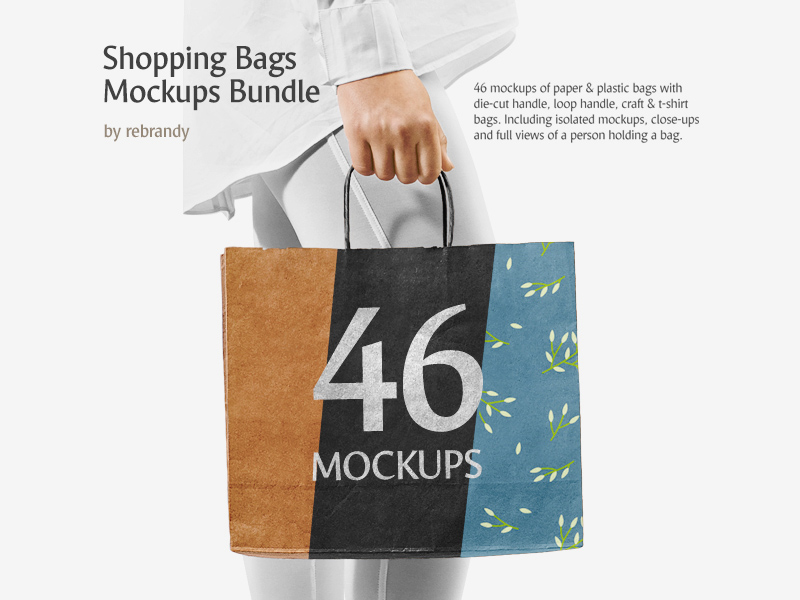 Shopping Bags
Mockups Bundle
by rebrandy
46 mockups of paper & plastic bags with
die-cut handle, loop handle, craft & t-shirt
bags. Including isolated mockups, close-ups
and full views of a person holding a bag.
46
MOCKUPS